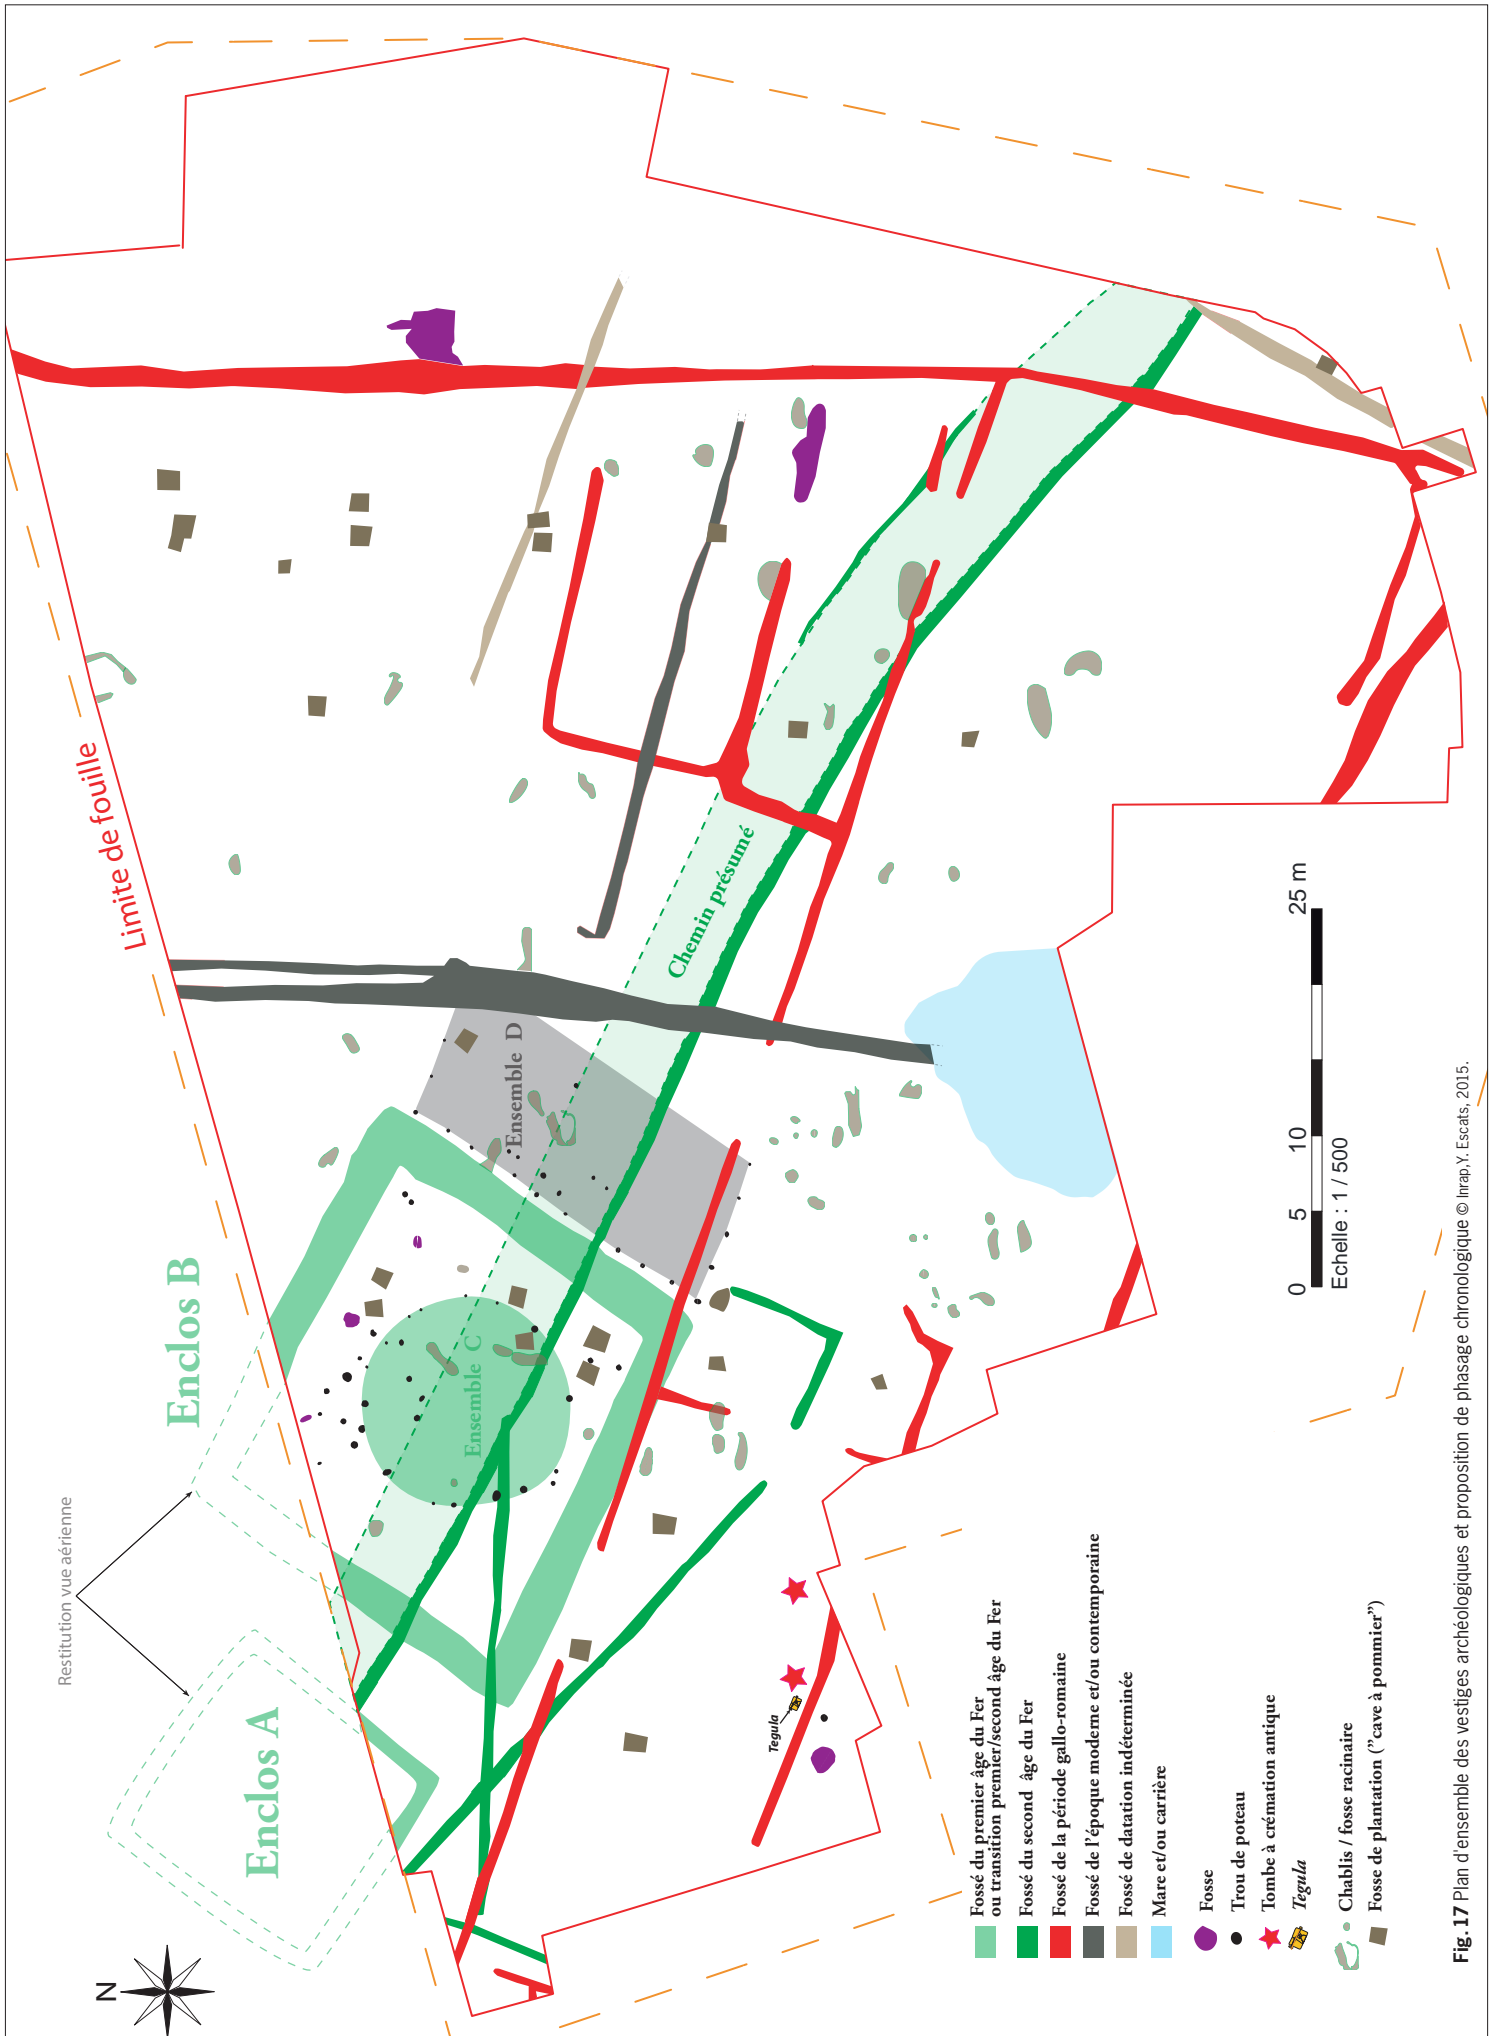 Restitution vue aérienne
Enclos A
Enclos B
Limite de fouille
Ensemble C
Ensemble D
Chemin présumé
Tegula
N
Fossé du premier âge du Fer
ou transition premier/second âge du Fer
Fossé du second âge du Fer
Fossé de la période gallo-romaine
Fossé de l'époque moderne et/ou contemporaine
Fossé de datation indéterminée
Mare et/ou carrière
Fosse
Trou de poteau
Tombe à crémation antique
Tegula
Chablis / fosse racinaire
Fosse de plantation ("cave à pommier")
0 5 10 25 m
Echelle : 1 / 500
Fig. 17 Plan d'ensemble des vestiges archéologiques et proposition de phasage chronologique © Inrap,Y. Escats, 2015.